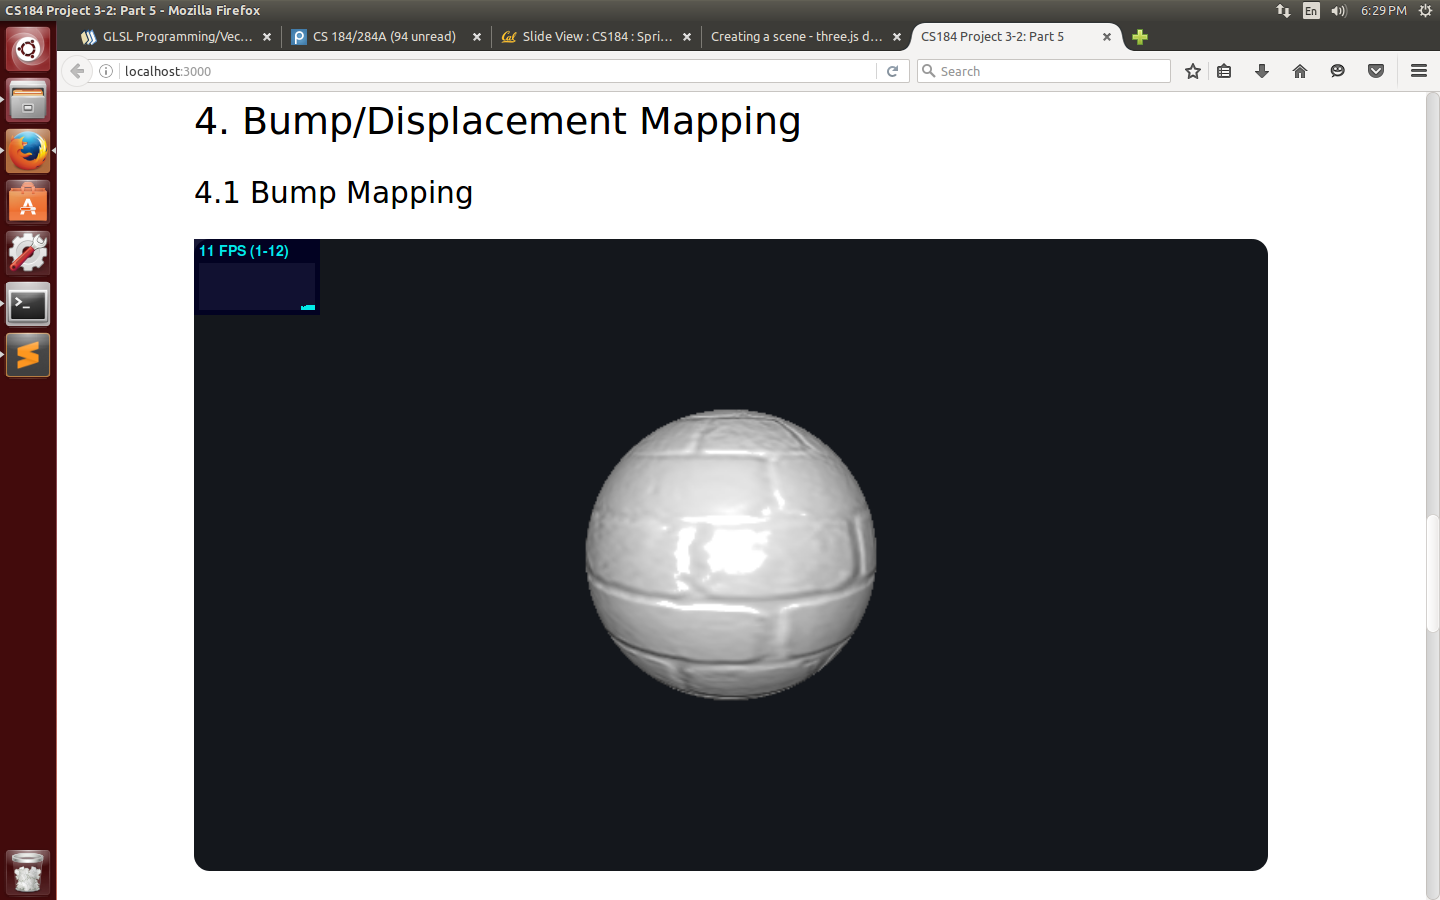 CS184 Project 3-2: Part 5 - Mozilla Firefox
En
6:29 PM
GLSL Programming/Vec...
CS 184/284A (94 unread)
Cal
Slide View : CS184 : Spri...
Creating a scene - three.js d...
CS184 Project 3-2: Part 5
localhost:3000
Search
4. Bump/Displacement Mapping
4.1 Bump Mapping
11 FPS (1-12)